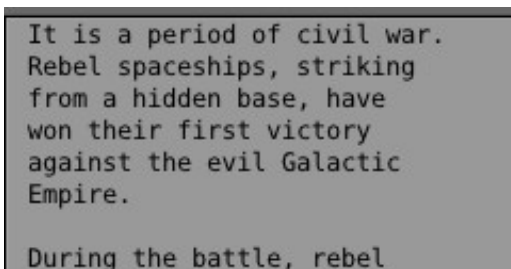 It is a period of civil war.
Rebel spaceships, striking
from a hidden base, have
won their first victory
against the evil Galactic
Empire.
During the battle, rebel